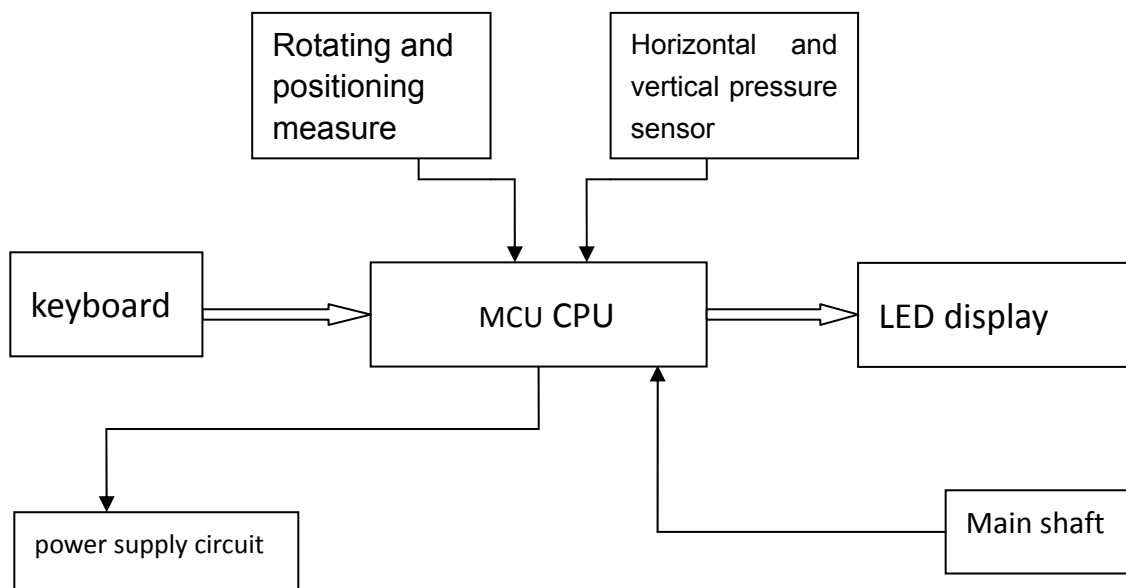 Rotating and
positioning
measure
Horizontal and
vertical pressure
sensor
keyboard
MCU CPU
LED display
power supply circuit
Main shaft